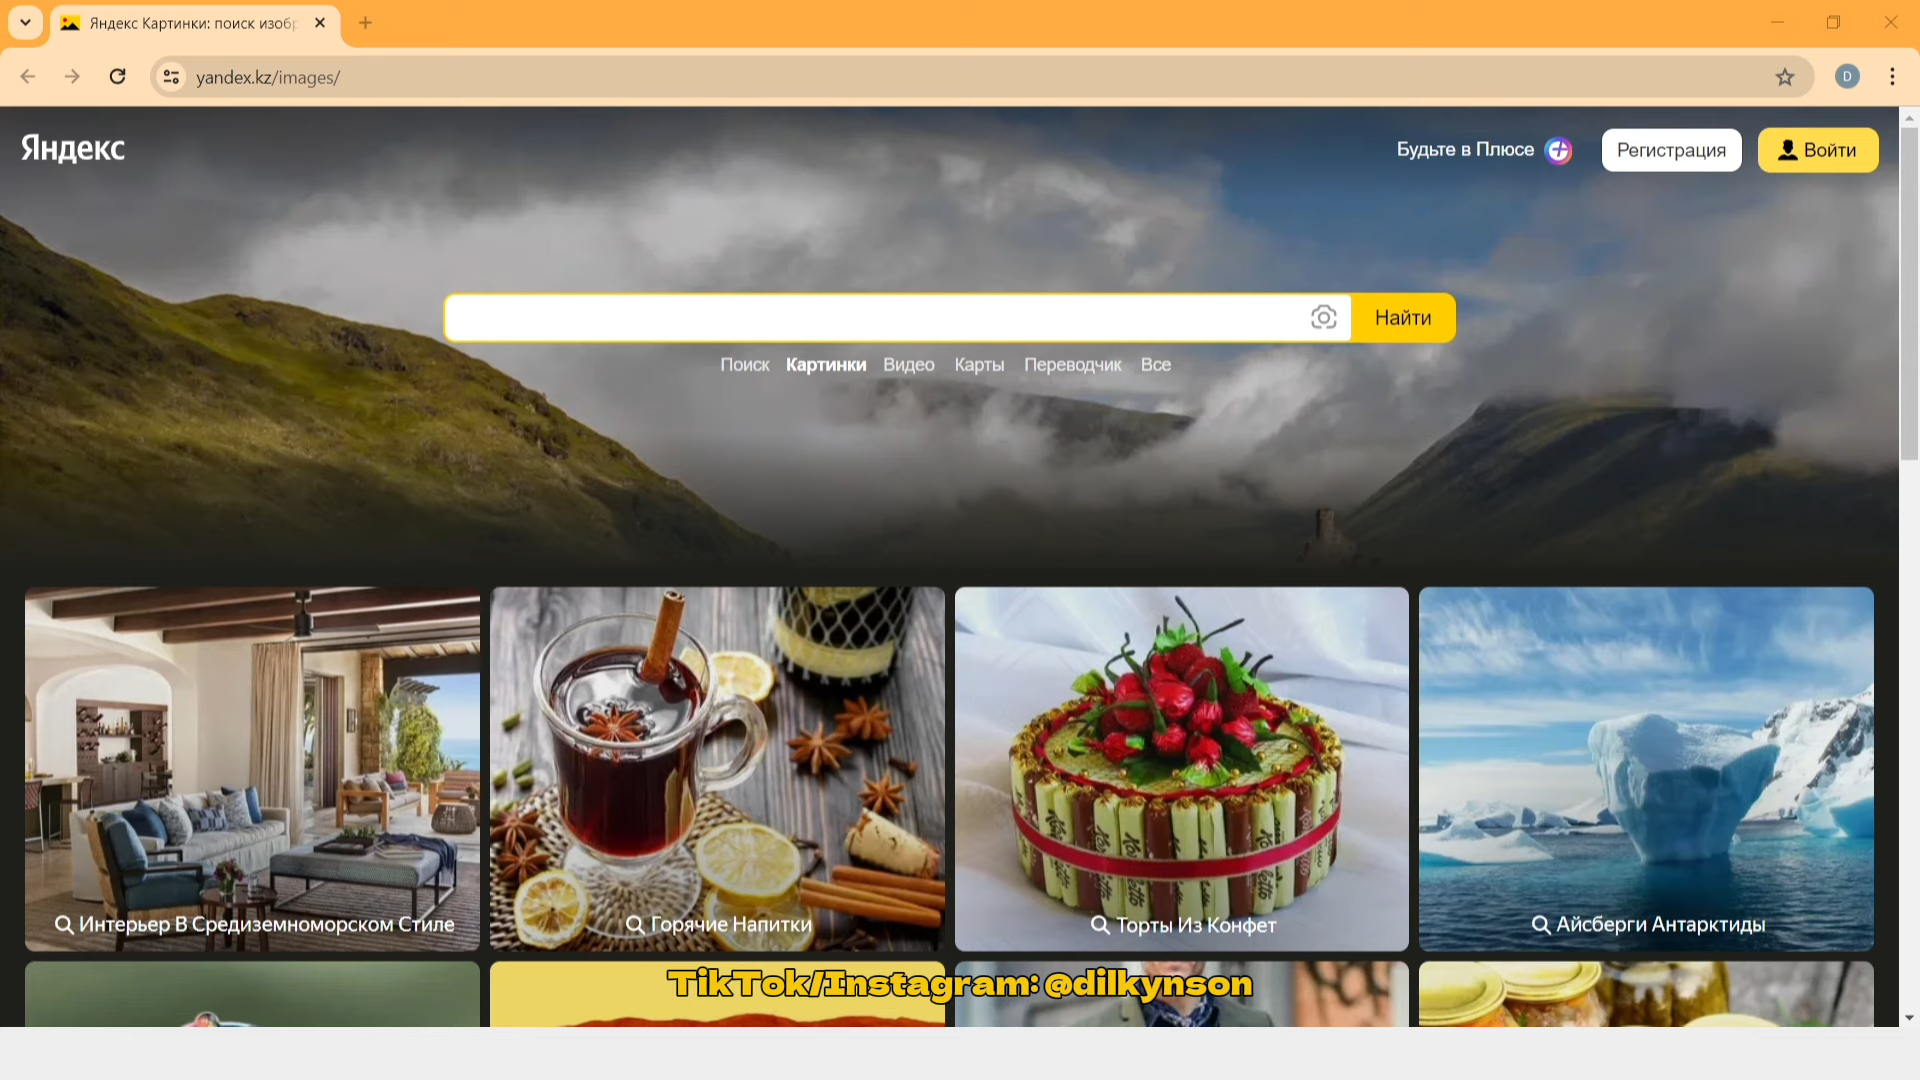 Яндекс Картинки: поиск изоб
yandex.kz/images/
D
Яндекс
Будьте в Плюсе
Регистрация
Войти
Найти
Поиск Картинки Видео Карты Переводчик Все
Интерьер В Средиземноморском Стиле
Горячие Напитки
Торты Из Конфет
Айсберги Антарктиды
TikTok/Instagram: @dilkynson